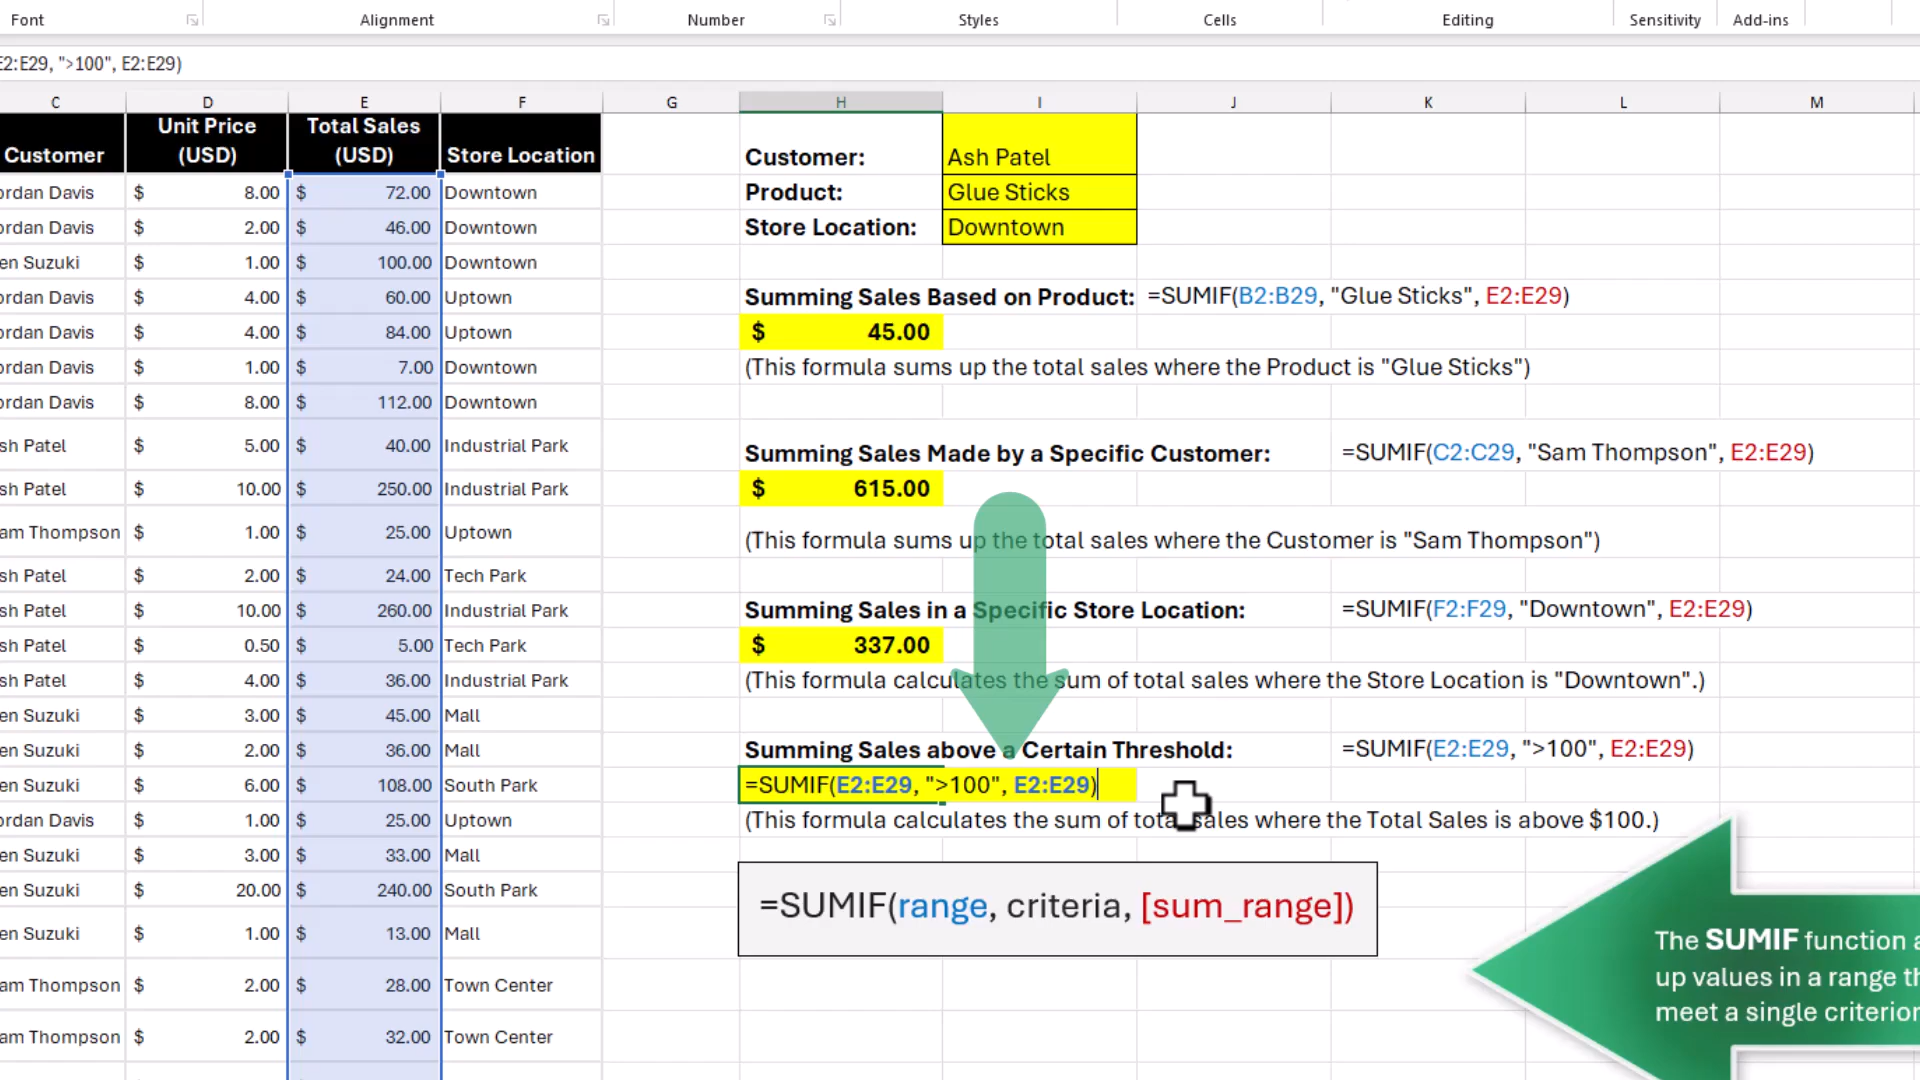 Font Alignment Number Styles Cells Editing Sensitivity Add-ins
E2:E29, ">100", E2:E29)
C D E F G H I J K L M
Customer Unit Price (USD) Total Sales (USD) Store Location
ordan Davis $ 8.00 $ 72.00 Downtown
ordan Davis $ 2.00 $ 46.00 Downtown
en Suzuki $ 1.00 $ 100.00 Downtown
ordan Davis $ 4.00 $ 60.00 Uptown
ordan Davis $ 4.00 $ 84.00 Uptown
ordan Davis $ 1.00 $ 7.00 Downtown
ordan Davis $ 8.00 $ 112.00 Downtown
sh Patel $ 5.00 $ 40.00 Industrial Park
sh Patel $ 10.00 $ 250.00 Industrial Park
am Thompson $ 1.00 $ 25.00 Uptown
sh Patel $ 2.00 $ 24.00 Tech Park
sh Patel $ 10.00 $ 260.00 Industrial Park
sh Patel $ 0.50 $ 5.00 Tech Park
sh Patel $ 4.00 $ 36.00 Industrial Park
en Suzuki $ 3.00 $ 45.00 Mall
en Suzuki $ 2.00 $ 36.00 Mall
en Suzuki $ 6.00 $ 108.00 South Park
ordan Davis $ 1.00 $ 25.00 Uptown
en Suzuki $ 3.00 $ 33.00 Mall
en Suzuki $ 20.00 $ 240.00 South Park
en Suzuki $ 1.00 $ 13.00 Mall
am Thompson $ 2.00 $ 28.00 Town Center
am Thompson $ 2.00 $ 32.00 Town Center
Customer: Ash Patel
Product: Glue Sticks
Store Location: Downtown
Summing Sales Based on Product: =SUMIF(B2:B29, "Glue Sticks", E2:E29)
$ 45.00
(This formula sums up the total sales where the Product is "Glue Sticks")
Summing Sales Made by a Specific Customer: =SUMIF(C2:C29, "Sam Thompson", E2:E29)
$ 615.00
(This formula sums up the total sales where the Customer is "Sam Thompson")
Summing Sales in a Specific Store Location: =SUMIF(F2:F29, "Downtown", E2:E29)
$ 337.00
(This formula calculates the sum of total sales where the Store Location is "Downtown".)
Summing Sales above a Certain Threshold: =SUMIF(E2:E29, ">100", E2:E29)
=SUMIF(E2:E29, ">100", E2:E29)
(This formula calculates the sum of total sales where the Total Sales is above $100.)
=SUMIF(range, criteria, [sum_range])
The SUMIF function a
up values in a range th
meet a single criterion